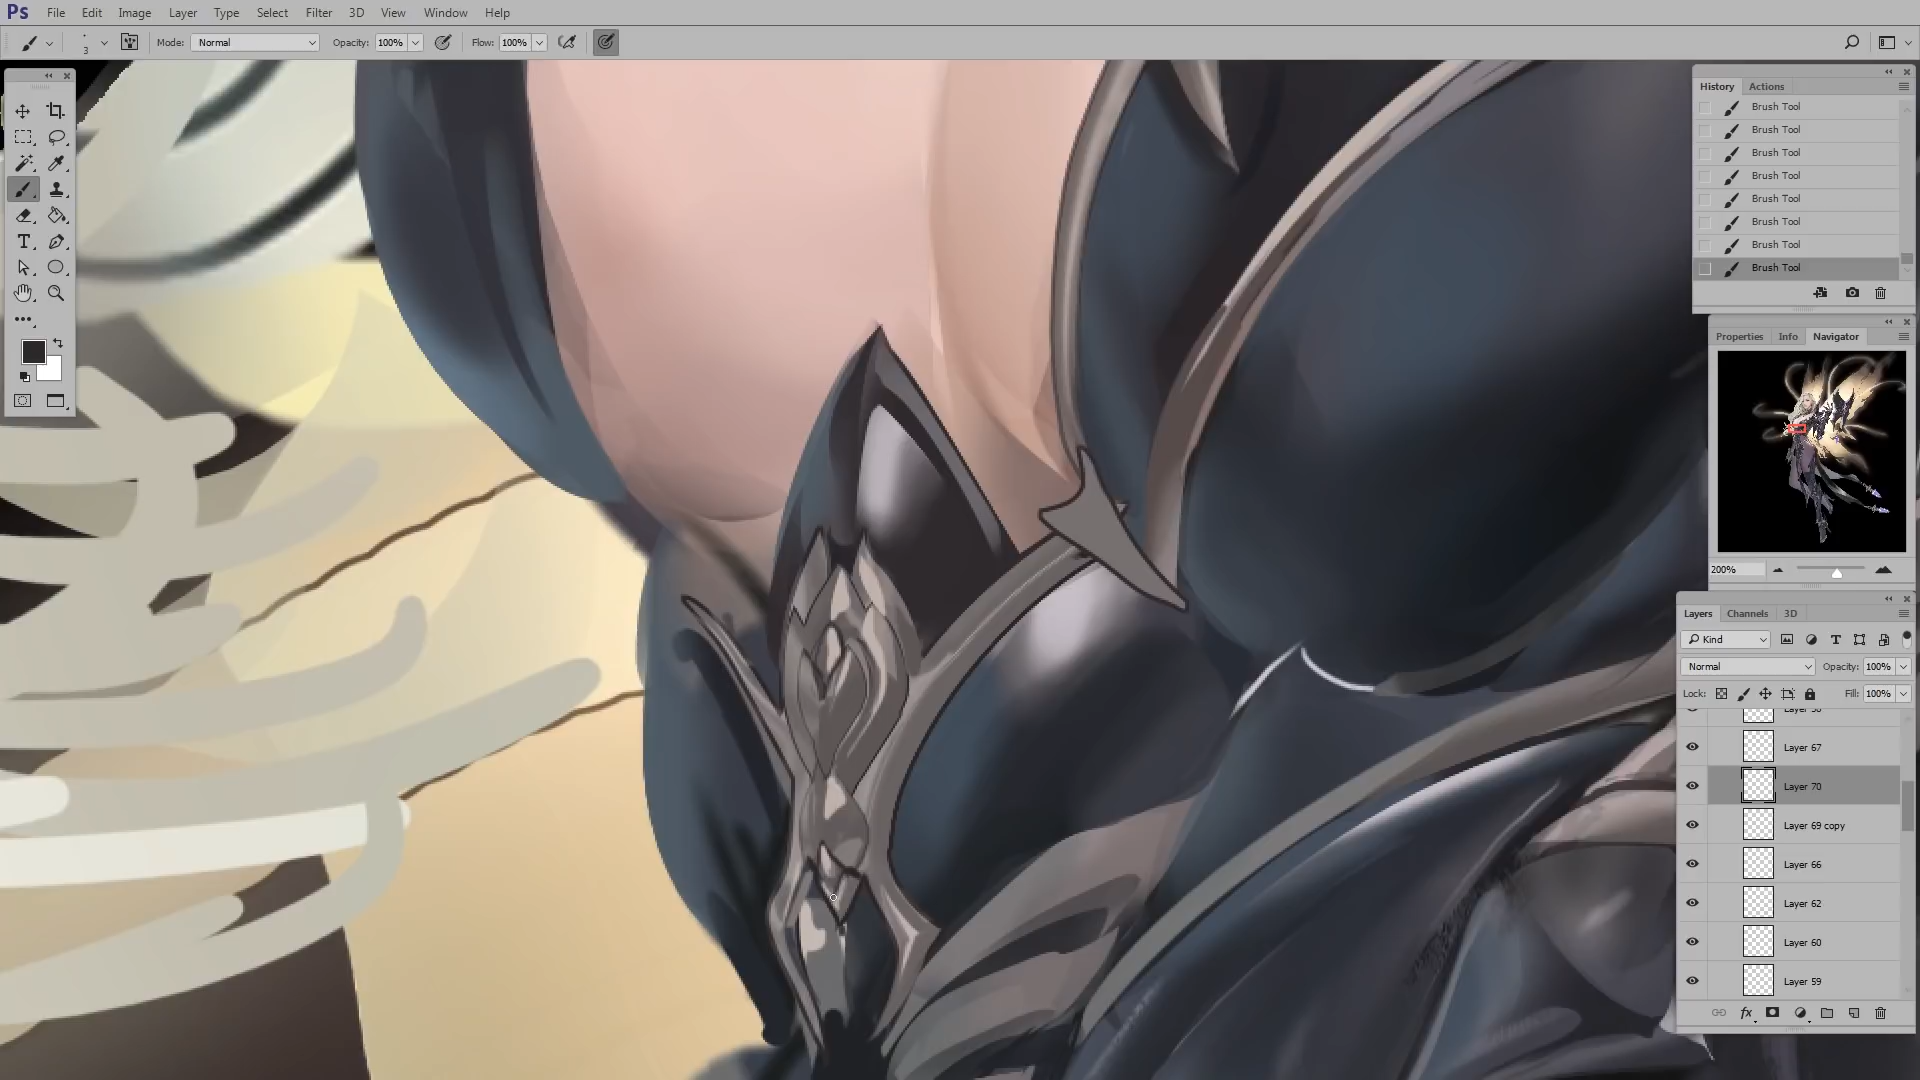 Ps File Edit Image Layer Type Select Filter 3D View Window Help
3 Mode: Normal Opacity: 100% Flow: 100%
History Actions
Brush Tool
Brush Tool
Brush Tool
Brush Tool
Brush Tool
Brush Tool
Brush Tool
Brush Tool
Properties Info Navigator
200%
Layers Channels 3D
Kind
Normal Opacity: 100%
Lock: Fill: 100%
Layer 67
Layer 70
Layer 69 copy
Layer 66
Layer 62
Layer 60
Layer 59
fx